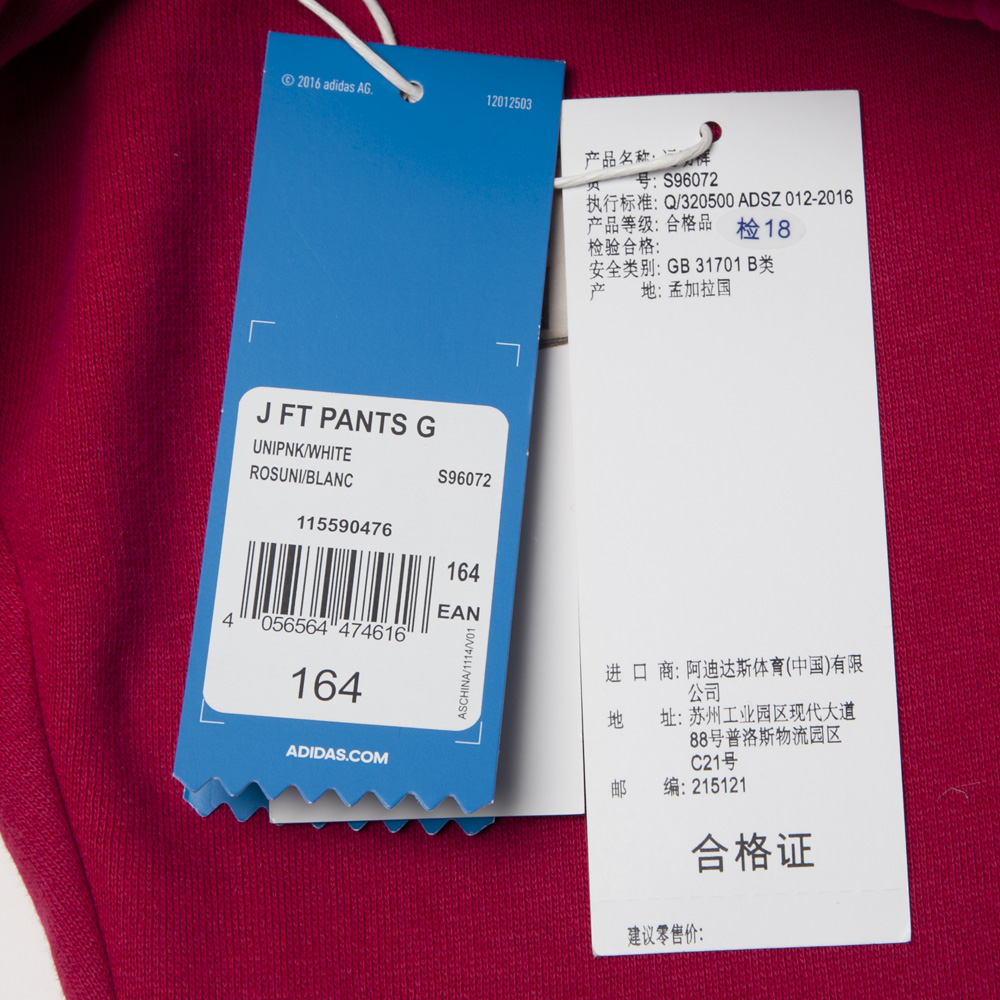 © 2016 adidas AG.
12012503
J FT PANTS G
UNIPNK/WHITE
ROSUNI/BLANC S96072
115590476
164
EAN
4 056564 474616
164
ASCHINA/1114/V01
ADIDAS.COM
产品名称:
货 号: S96072
执行标准: Q/320500 ADSZ 012-2016
产品等级: 合格品
检18
检验合格:
安全类别: GB 31701 B类
产 地: 孟加拉国
进 口 商: 阿迪达斯体育(中国)有限
公司
地 址: 苏州工业园区现代大道
88号普洛斯物流园区
C21号
邮 编: 215121
合格证
建议零售价: